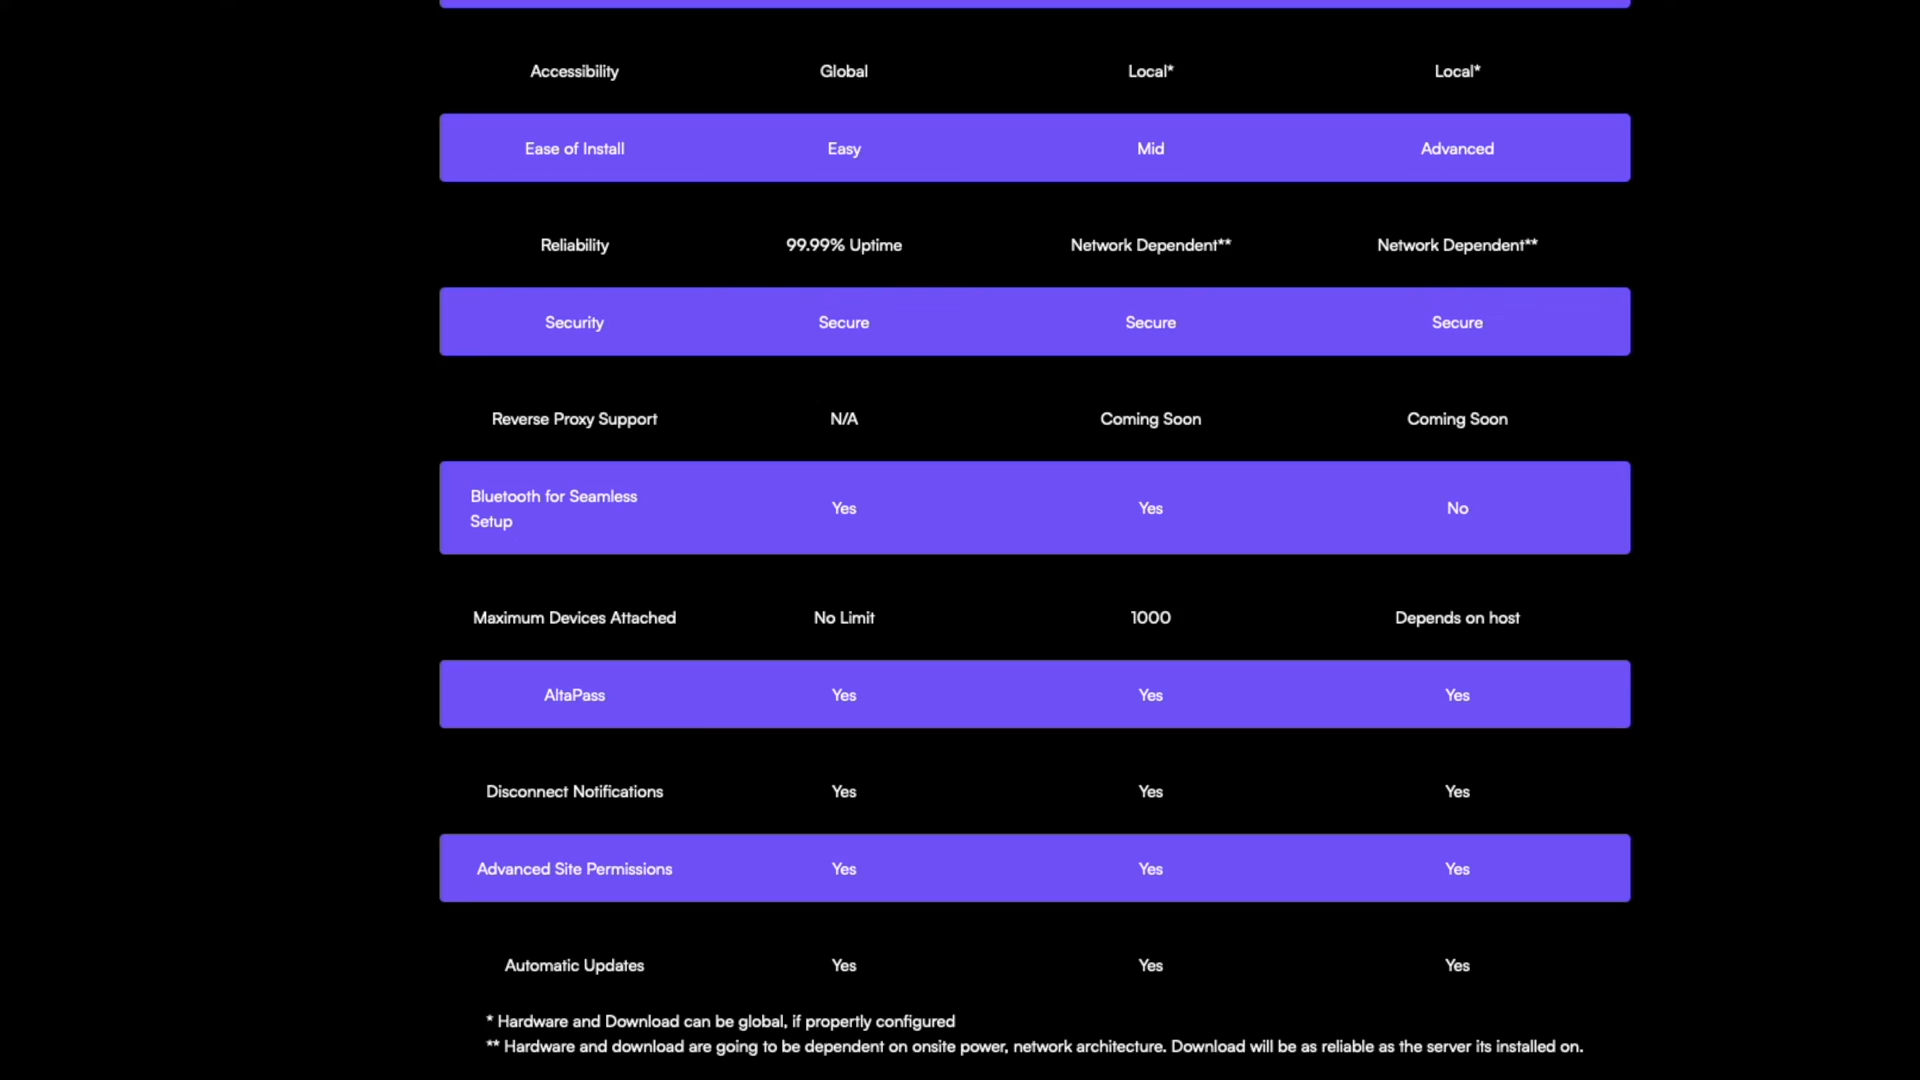 Accessibility Global Local* Local*
Ease of Install Easy Mid Advanced
Reliability 99.99% Uptime Network Dependent** Network Dependent**
Security Secure Secure Secure
Reverse Proxy Support N/A Coming Soon Coming Soon
Bluetooth for Seamless
Setup Yes Yes No
Maximum Devices Attached No Limit 1000 Depends on host
AltaPass Yes Yes Yes
Disconnect Notifications Yes Yes Yes
Advanced Site Permissions Yes Yes Yes
Automatic Updates Yes Yes Yes
* Hardware and Download can be global, if propertly configured
** Hardware and download are going to be dependent on onsite power, network architecture. Download will be as reliable as the server its installed on.